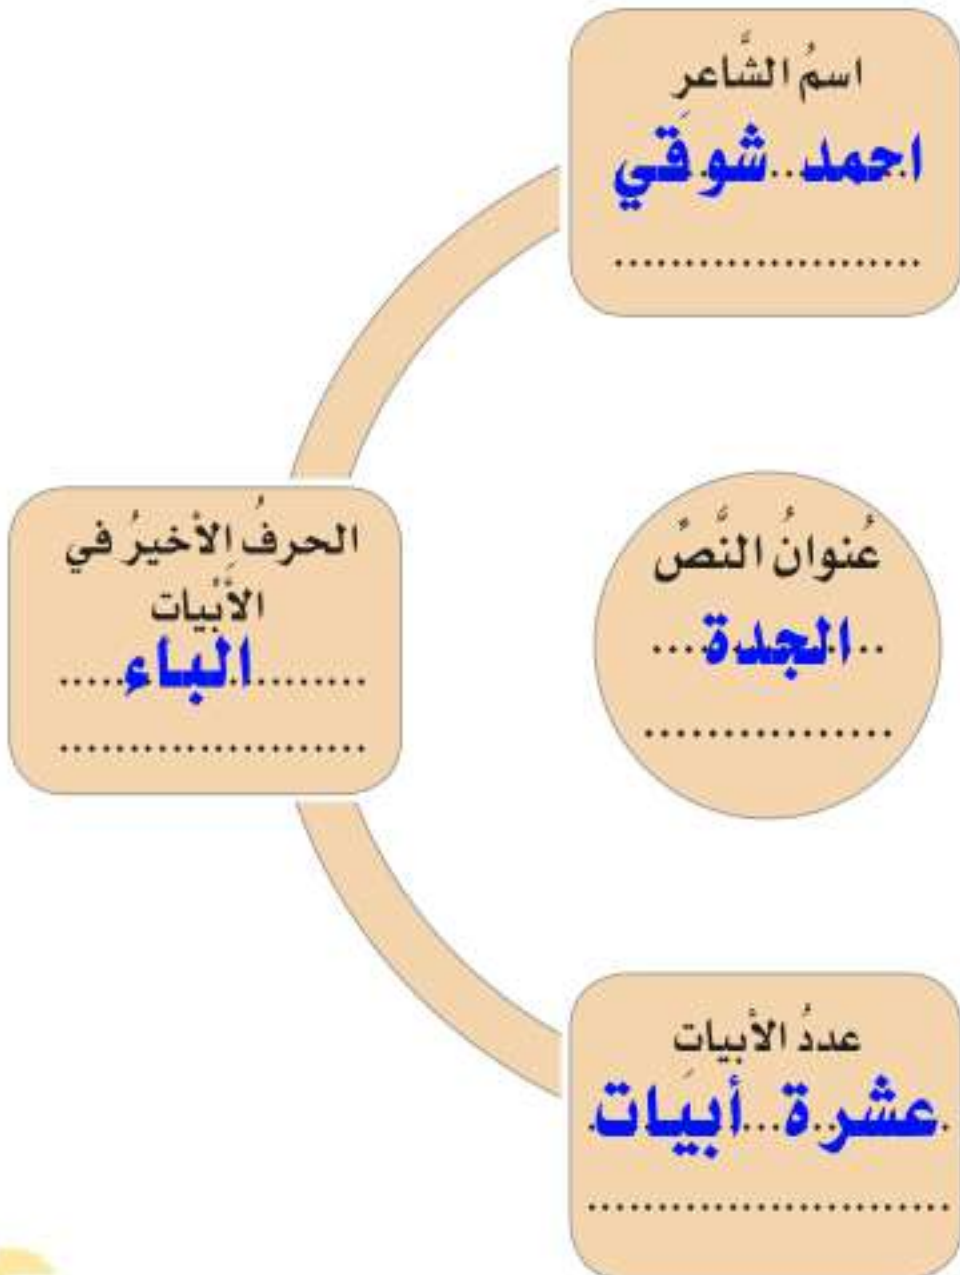 اسمُ الشَّاعرِ
احمد شوقي
عُنوانُ النَّصِّ
الجدة
الحرفُ الأخيرُ في
الأبيات
الباء
عددُ الأبياتِ
عشرة أبيات